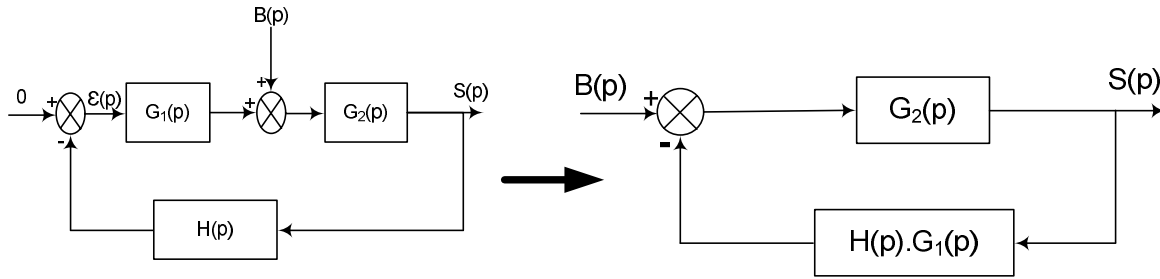 B(p)
0
+
Ɛ(p)
G₁(p)
+
+
G₂(p)
S(p)
-
H(p)
B(p)
+
-
G₂(p)
S(p)
H(p).G₁(p)